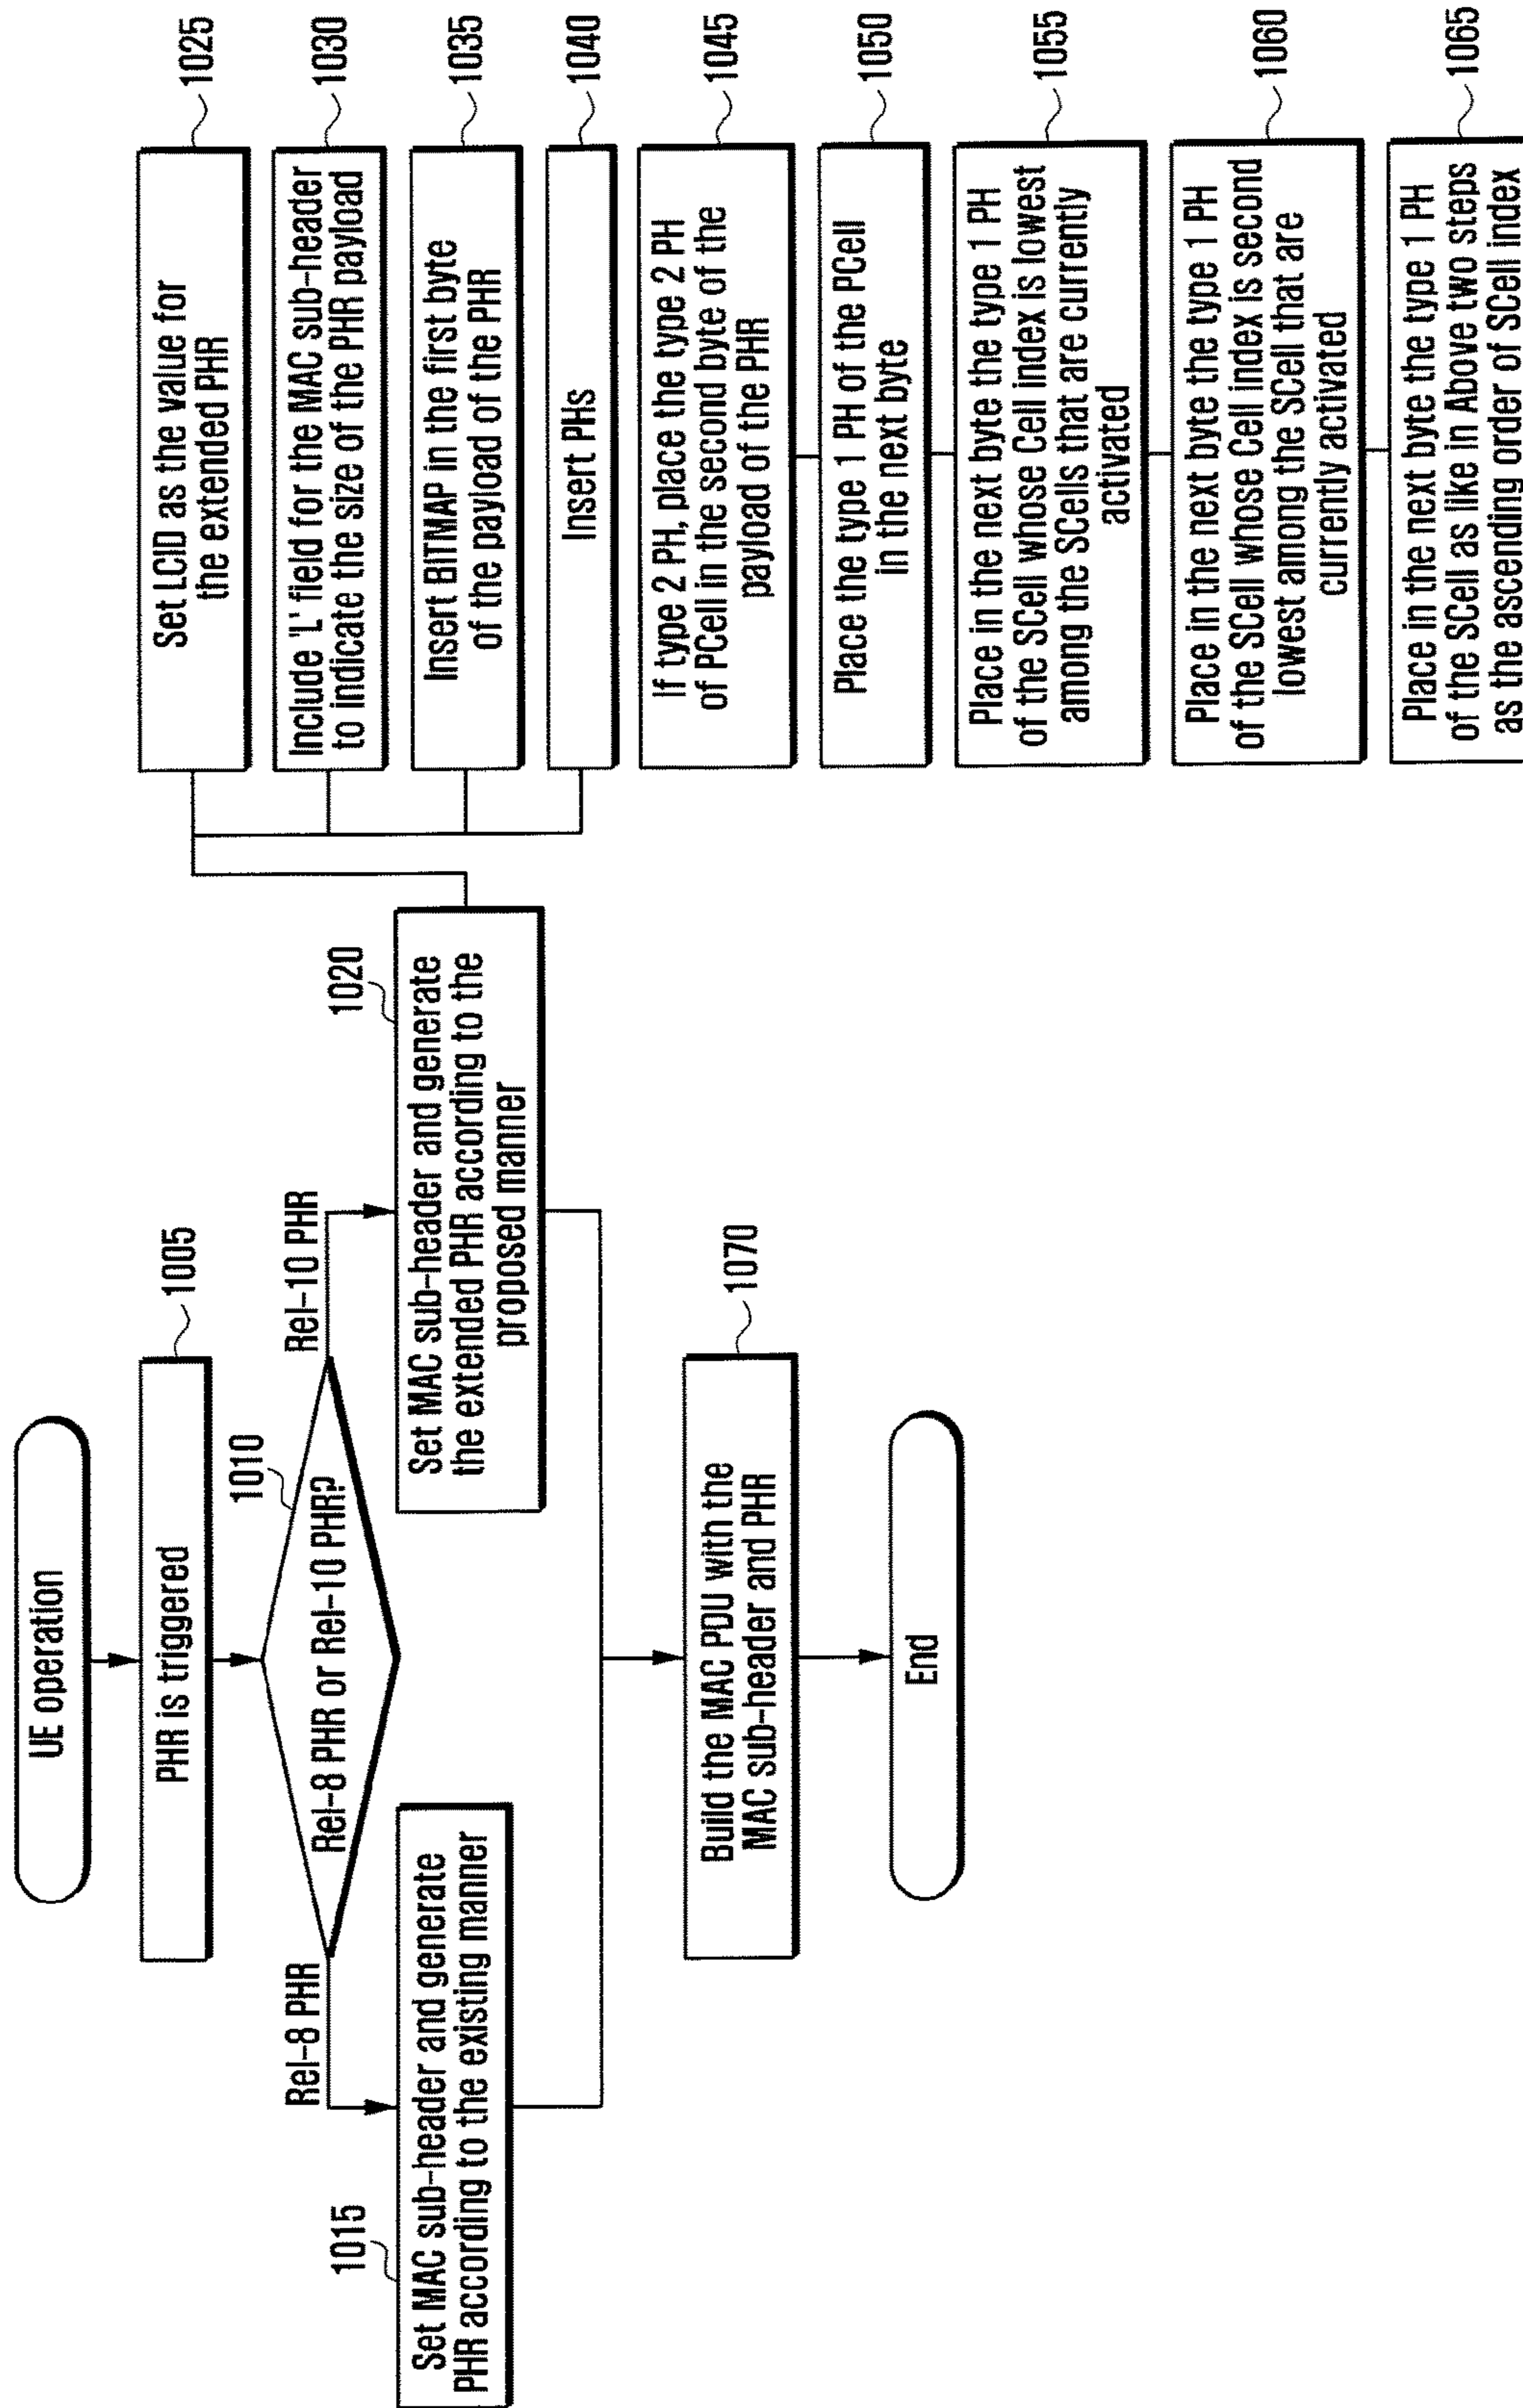 UE operation
PHR is triggered
1005
1010
Rel-8 PHR or Rel-10 PHR?
Rel-8 PHR
Rel-10 PHR
1015
Set MAC sub-header and generate
PHR according to the existing manner
1020
Set MAC sub-header and generate
the extended PHR according to the
proposed manner
Build the MAC PDU with the
MAC sub-header and PHR
1070
End
Set LCID as the value for
the extended PHR
1025
Include 'L' field for the MAC sub-header
to indicate the size of the PHR payload
1030
Insert BITMAP in the first byte
of the payload of the PHR
1035
Insert PHs
1040
If type 2 PH, place the type 2 PH
of PCell in the second byte of the
payload of the PHR
1045
Place the type 1 PH of the PCell
in the next byte
1050
Place in the next byte the type 1 PH
of the SCell whose Cell index is lowest
among the SCells that are currently
activated
1055
Place in the next byte the type 1 PH
of the SCell whose Cell index is second
lowest among the SCell that are
currently activated
1060
Place in the next byte the type 1 PH
of the SCell as like in Above two steps
as the ascending order of SCell index
1065